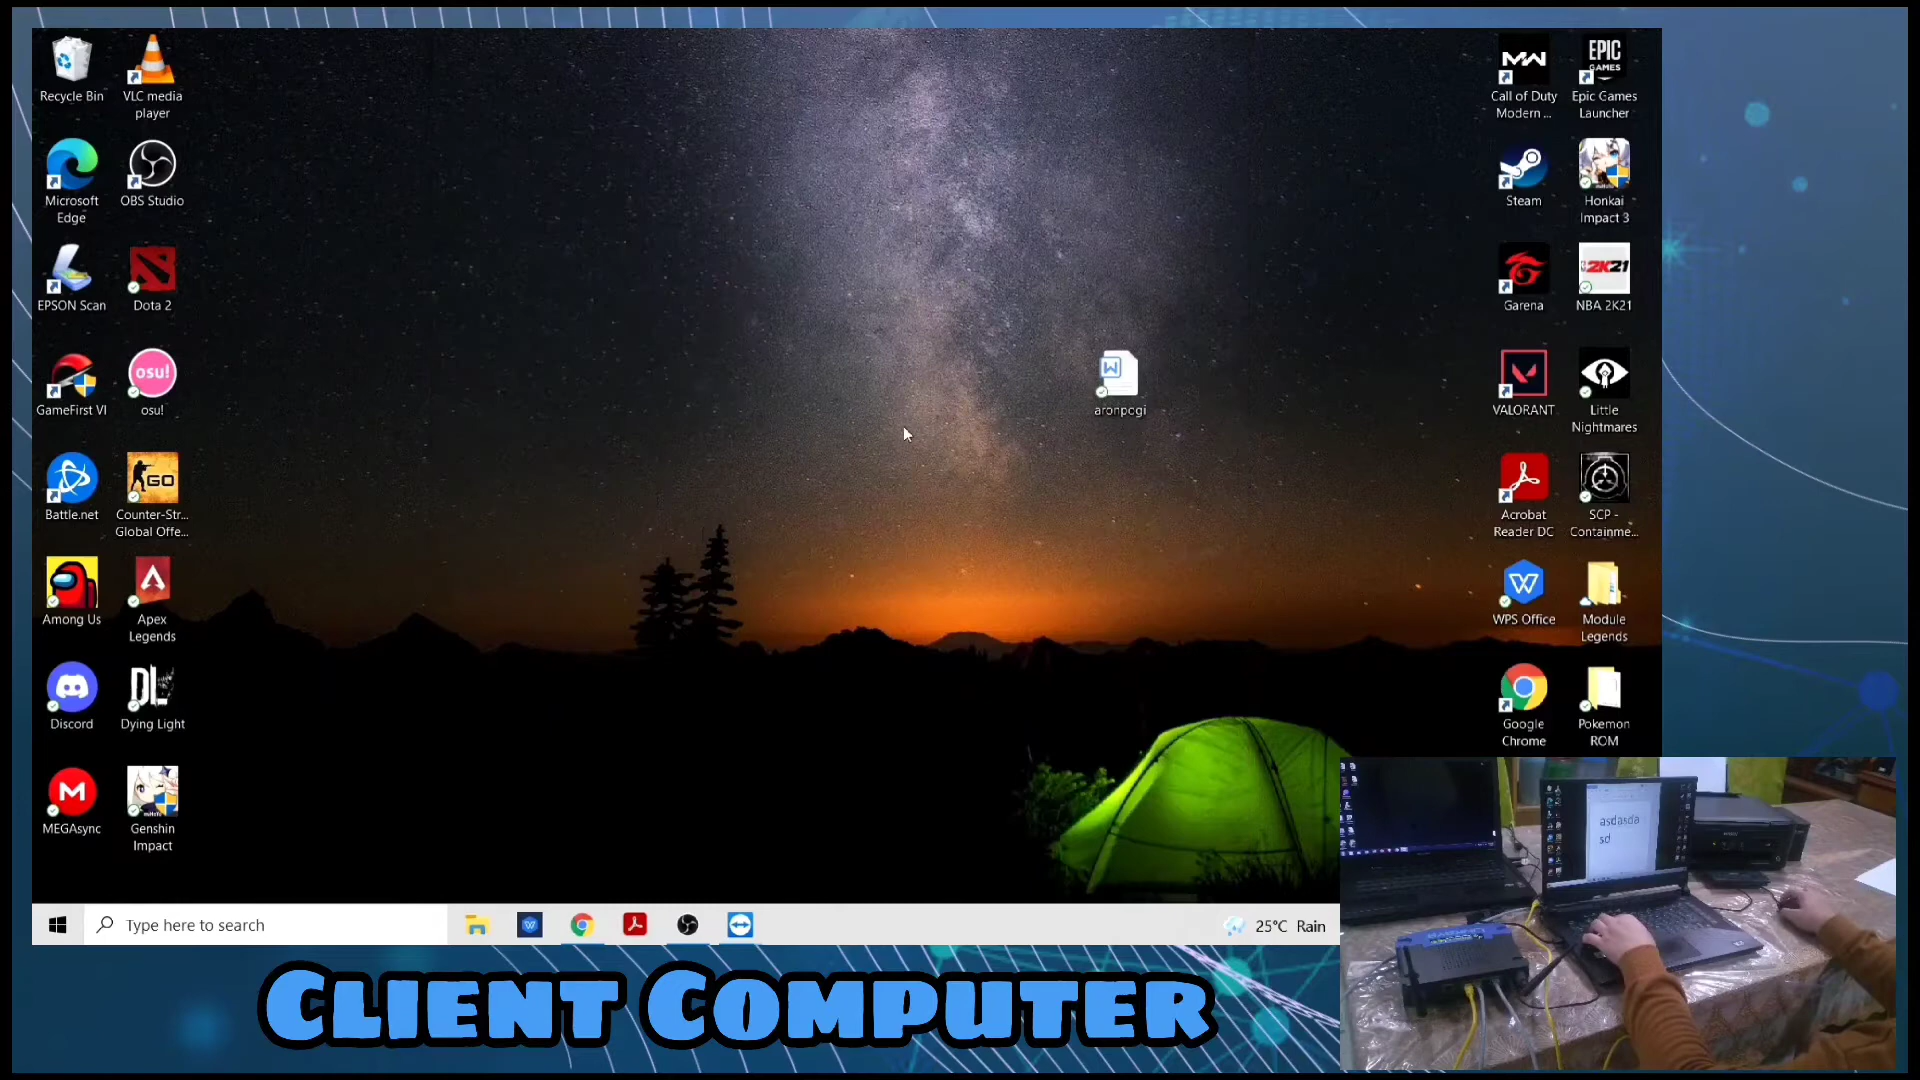 Recycle Bin
VLC media
player
Microsoft
Edge
OBS Studio
EPSON Scan
Dota 2
GameFirst VI
osu!
osu!
Battle.net
GO
Counter-Str...
Global Offe...
Among Us
Apex
Legends
Discord
DL
Dying Light
M
MEGAsync
Genshin
Impact
aronpogi
W
MW
Call of Duty
Modern ...
EPIC
GAMES
Epic Games
Launcher
Steam
Honkai
Impact 3
Garena
2K21
NBA 2K21
VALORANT
Little
Nightmares
Acrobat
Reader DC
SCP -
Containme...
W
WPS Office
Module
Legends
Google
Chrome
Pokemon
ROM
asdasda
sd
Type here to search
25°C Rain
CLIENT COMPUTER